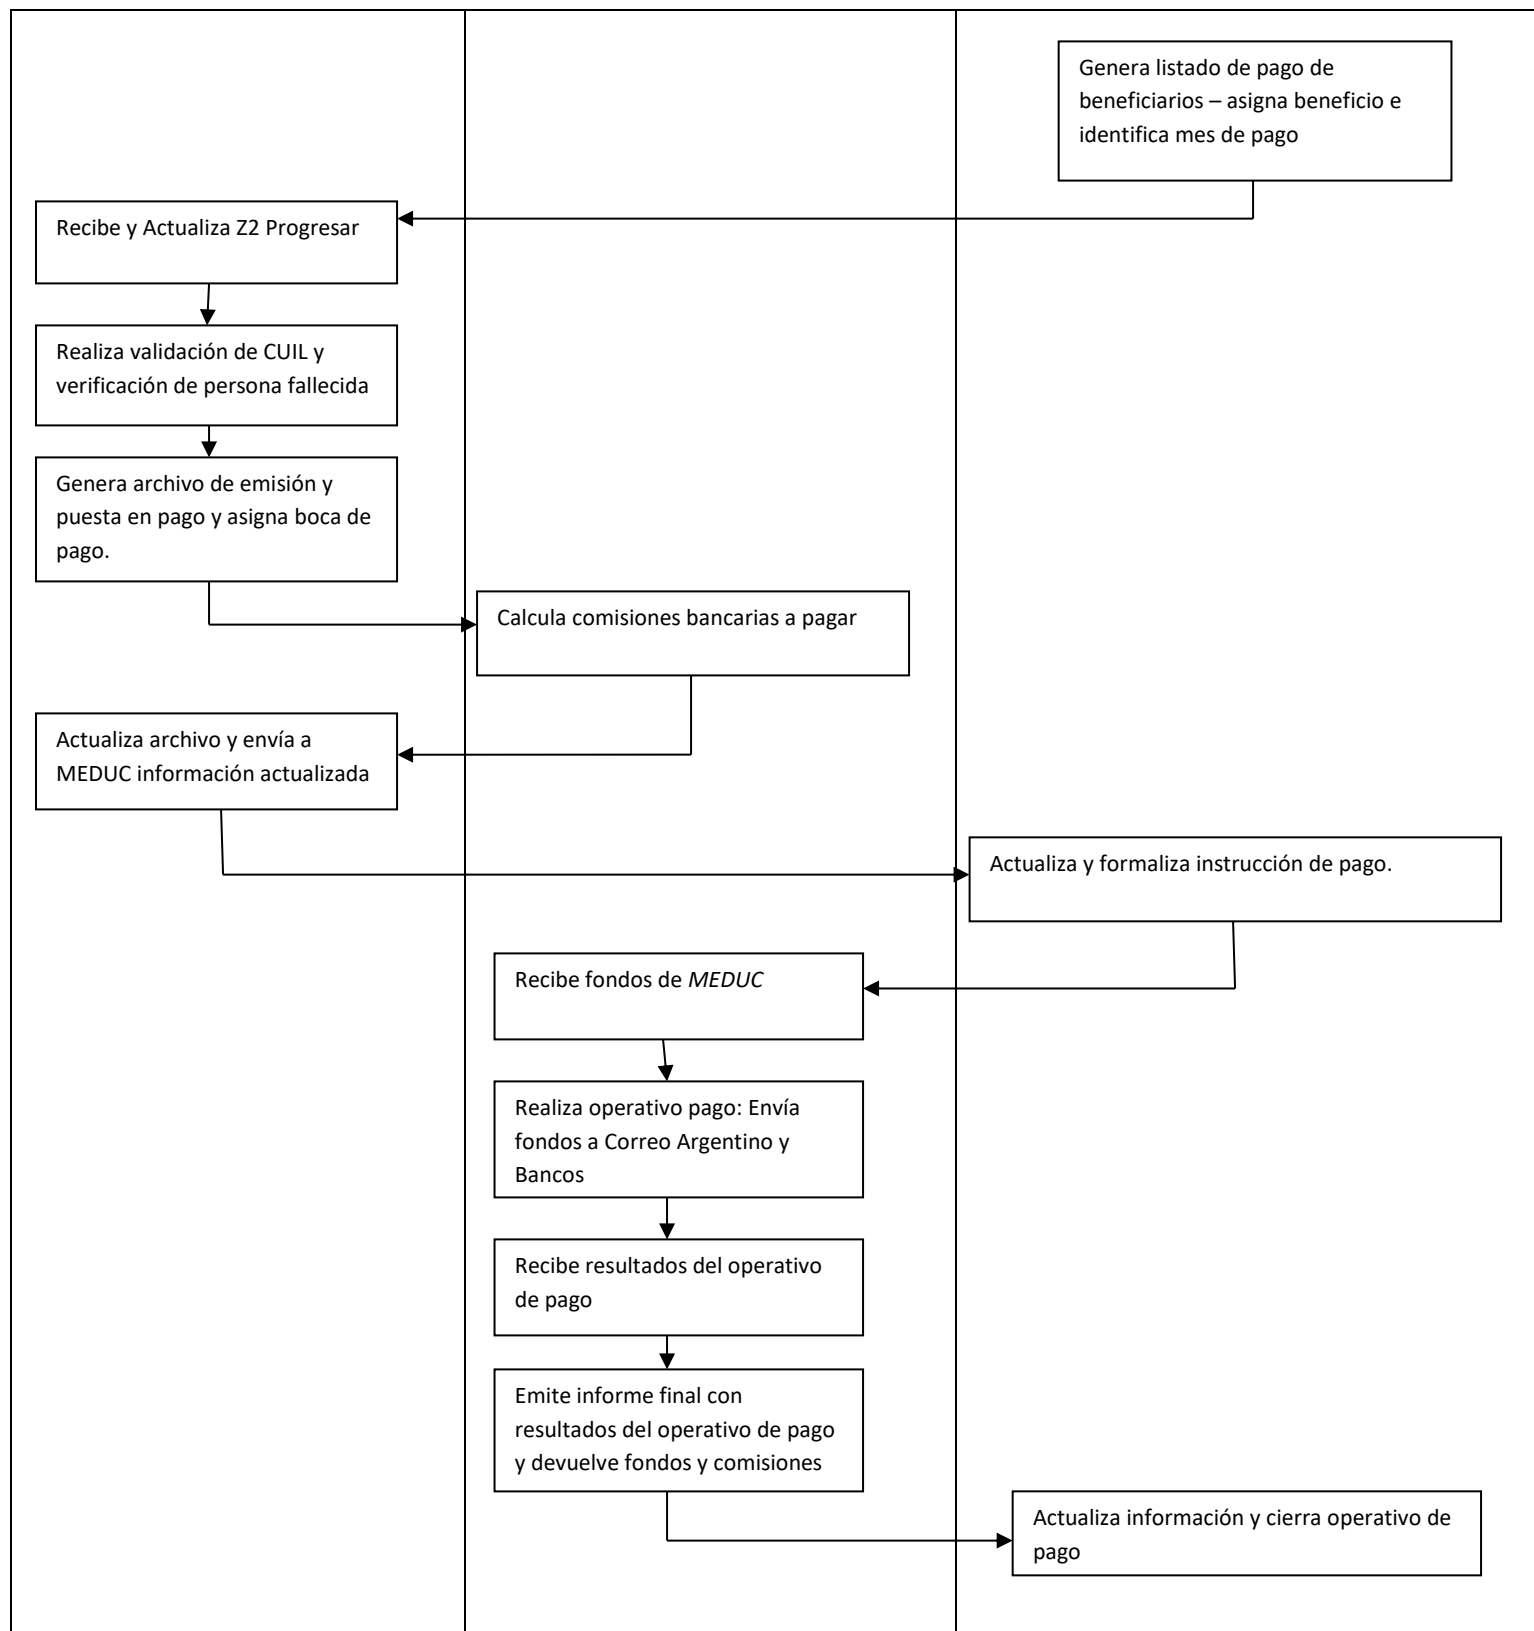 Genera listado de pago de
beneficiarios – asigna beneficio e
identifica mes de pago
Recibe y Actualiza Z2 Progresar
Realiza validación de CUIL y
verificación de persona fallecida
Genera archivo de emisión y
puesta en pago y asigna boca de
pago.
Calcula comisiones bancarias a pagar
Actualiza archivo y envía a
MEDUC información actualizada
Actualiza y formaliza instrucción de pago.
Recibe fondos de MEDUC
Realiza operativo pago: Envía
fondos a Correo Argentino y
Bancos
Recibe resultados del operativo
de pago
Emite informe final con
resultados del operativo de pago
y devuelve fondos y comisiones
Actualiza información y cierra operativo de
pago